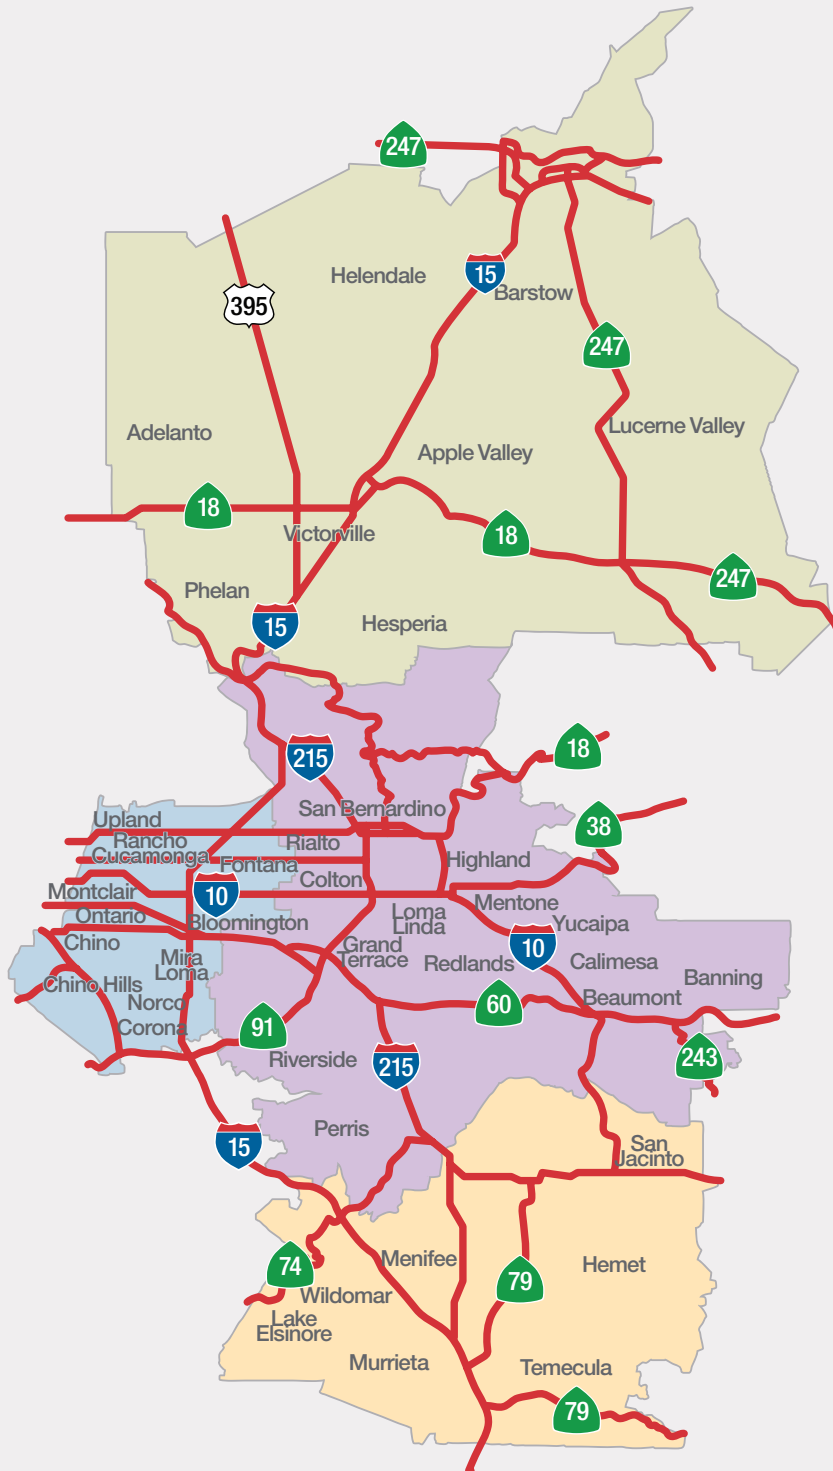 247
Helendale
15
Barstow
395
247
Adelanto
Lucerne Valley
Apple Valley
18
Victorville
18
247
Phelan
15
Hesperia
18
215
San Bernardino
38
Upland
Rancho
Cucamonga
Rialto
Fontana
Highland
Colton
Montclair
10
Mentone
Ontario
Bloomington
Loma
Linda
Yucaipa
Chino
Grand
Terrace
10
Mira
Loma
Redlands
Calimesa
Banning
Chino Hills
Norco
Beaumont
60
Corona
91
Riverside
215
243
Perris
15
San
Jacinto
Menifee
74
79
Hemet
Wildomar
Lake
Elsinore
Murrieta
Temecula
79